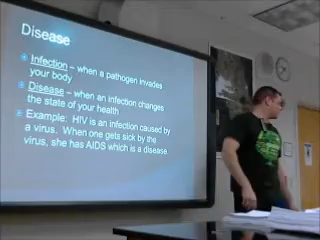 Disease
Infection – when a pathogen invades
your body
Disease – when an infection changes
the state of your health
Example: HIV is an infection caused by
a virus. When one gets sick by the
virus, she has AIDS which is a disease.